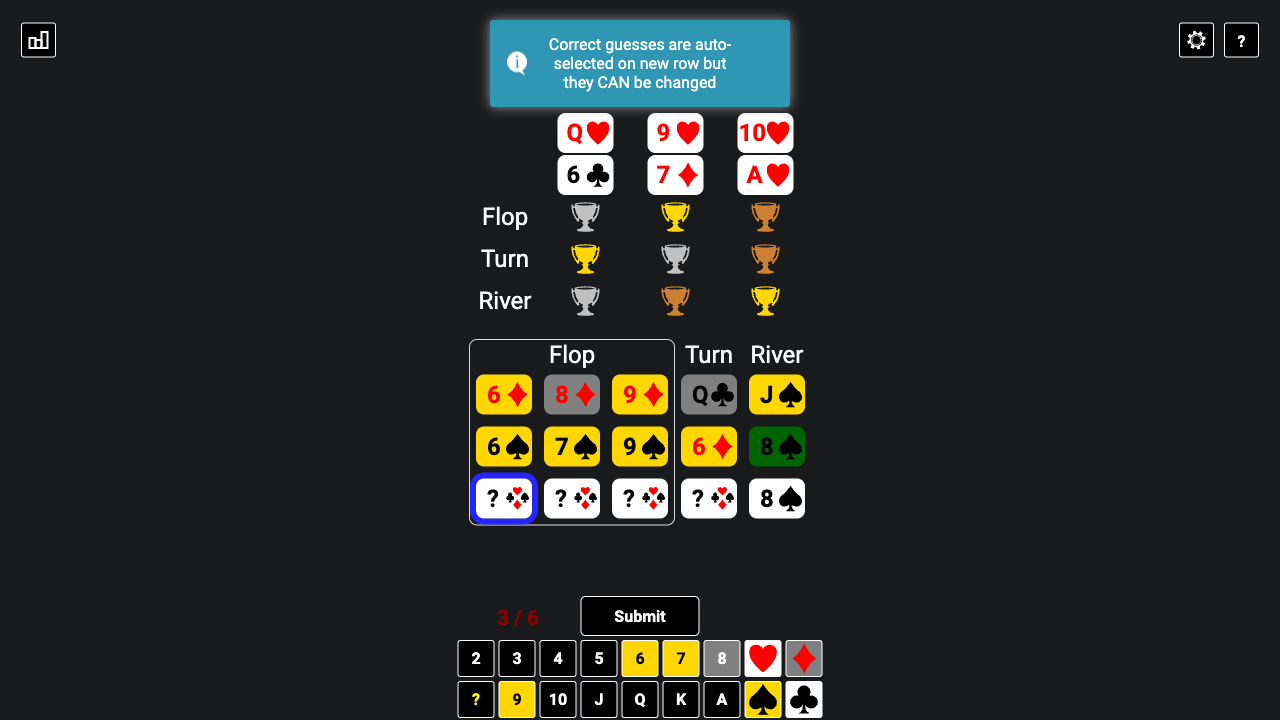 Correct guesses are auto-
selected on new row but
they CAN be changed
?
Q 9 10
6 7 A
Flop
Turn
River
Flop Turn River
6 8 9 Q J
6 7 9 6 8
? ? ? ? 8
3 / 6 Submit
2 3 4 5 6 7 8
? 9 10 J Q K A